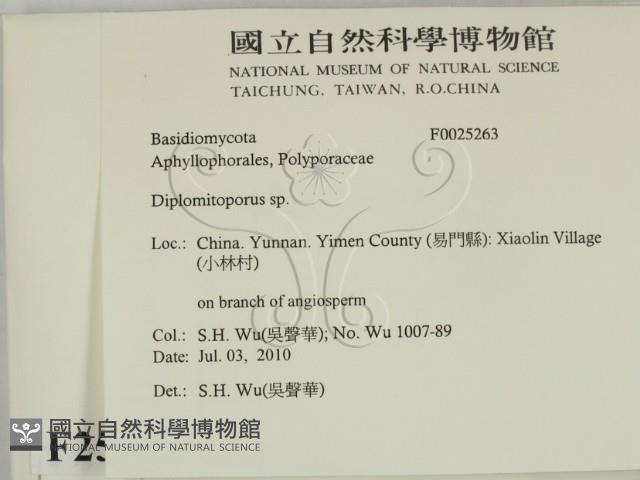 國立自然科學博物館
NATIONAL MUSEUM OF NATURAL SCIENCE
TAICHUNG, TAIWAN, R.O.CHINA
Basidiomycota F0025263
Aphyllophorales, Polyporaceae
Diplomitoporus sp.
Loc.: China. Yunnan. Yimen County (易門縣): Xiaolin Village
(小林村)
on branch of angiosperm
Col.: S.H. Wu(吳聲華); No. Wu 1007-89
Date: Jul. 03, 2010
Det.: S.H. Wu(吳聲華)
國立自然科學博物館
NATIONAL MUSEUM OF NATURAL SCIENCE
F25